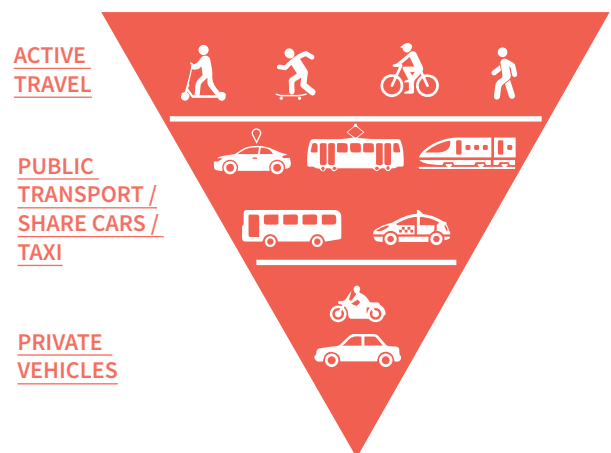 ACTIVE
TRAVEL
PUBLIC
TRANSPORT /
SHARE CARS /
TAXI
PRIVATE
VEHICLES